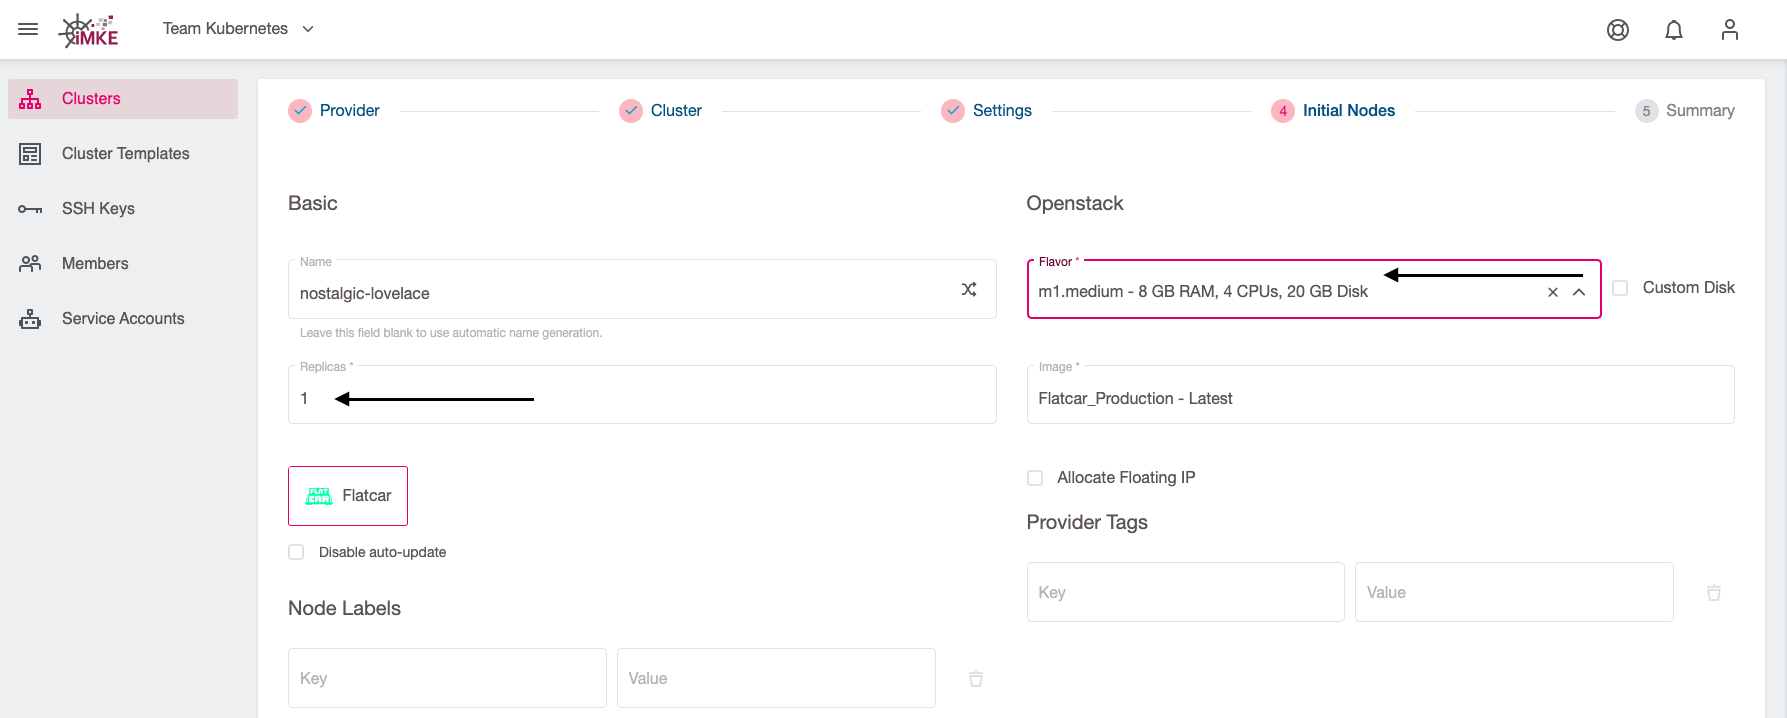 iMKE
Team Kubernetes
Clusters
Cluster Templates
SSH Keys
Members
Service Accounts
Provider
Cluster
Settings
4 Initial Nodes
5 Summary
Basic
Name
nostalgic-lovelace
Leave this field blank to use automatic name generation.
Replicas *
1
FLAT CAR Flatcar
Disable auto-update
Node Labels
Key
Value
Openstack
Flavor *
m1.medium - 8 GB RAM, 4 CPUs, 20 GB Disk
Custom Disk
Image *
Flatcar_Production - Latest
Allocate Floating IP
Provider Tags
Key
Value